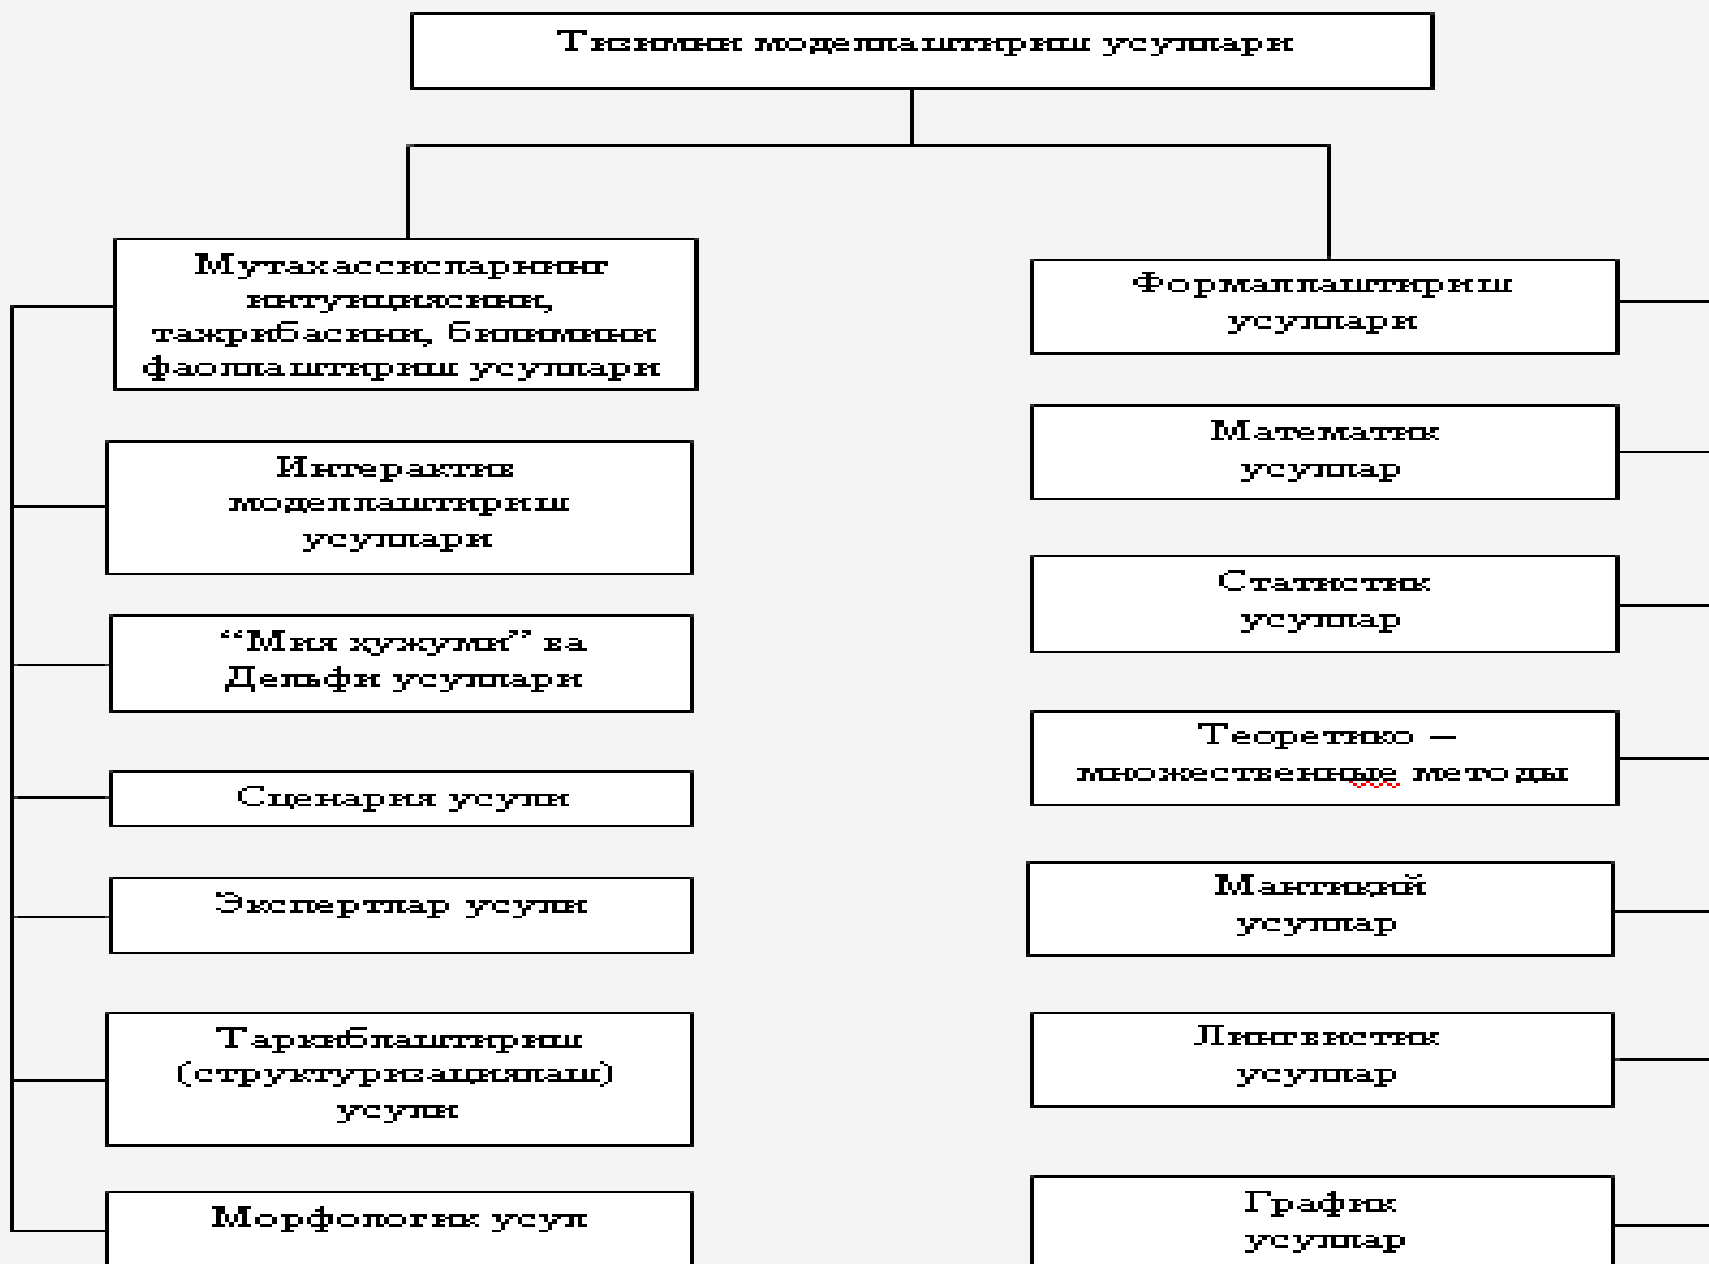 Тизимни моделлаштириш усуллари
Мутахассисларнинг
интуициясини,
тажрибасини, билимини
фаоллаштириш усуллари
Интерактив
моделлаштириш
усуллари
“Мия хужуми” ва
Дельфи усуллари
Сценария усули
Экспертлар усули
Таркиблаштириш
(структуризациялаш)
усули
Морфологик усул
Формаллаштириш
усуллари
Математик
усуллар
Статистик
усуллар
Теоретико –
множественные методы
Мантиқий
усуллар
Лингвистик
усуллар
График
усуллар